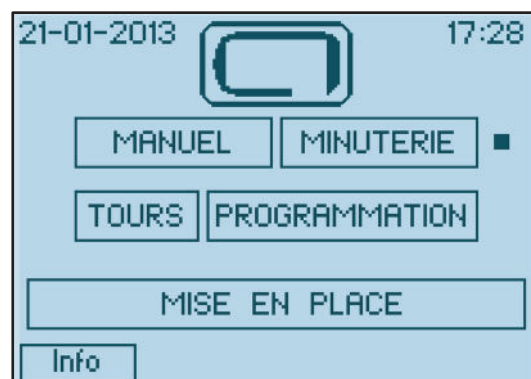 21-01-2013 17:28
MANUEL MINUTERIE
TOURS PROGRAMMATION
MISE EN PLACE
Info